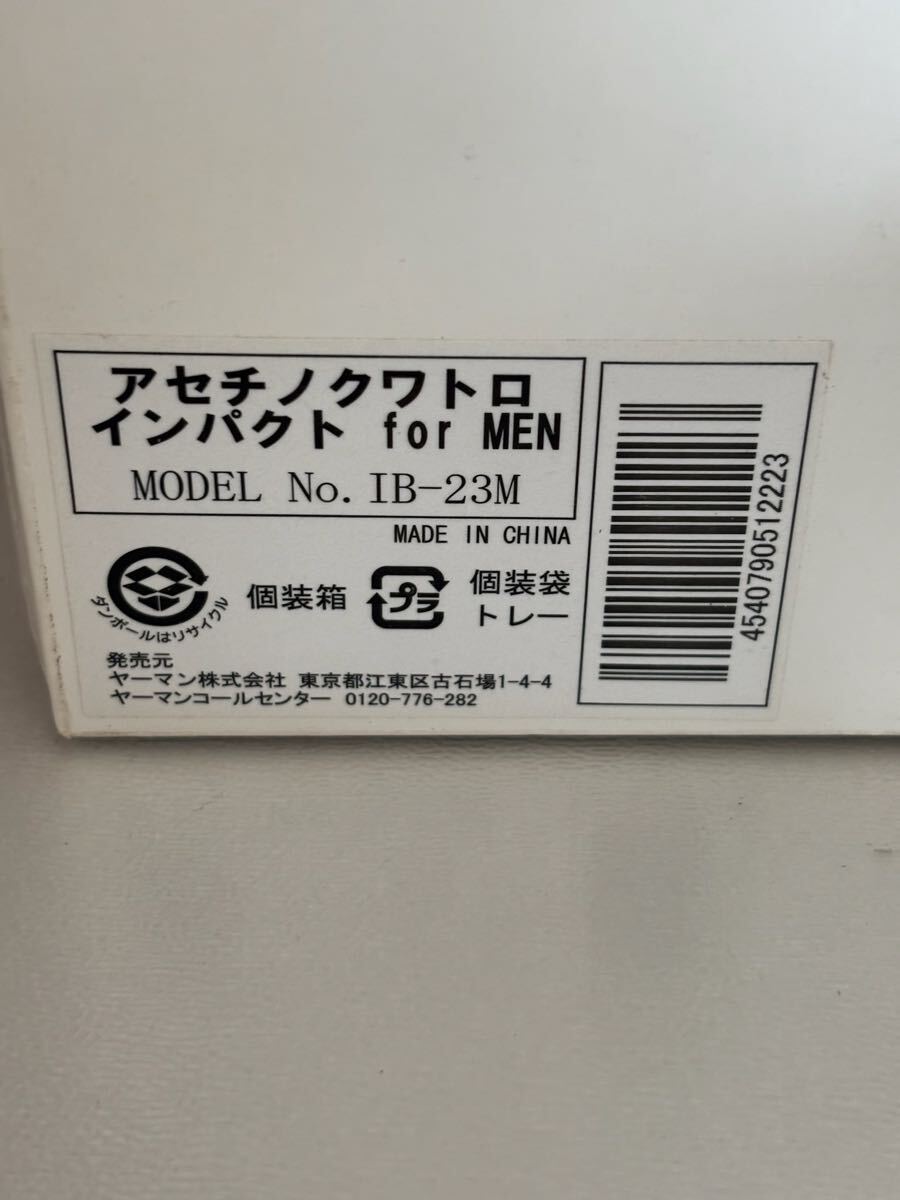 アセチノクワトロ
インパクト for MEN
MODEL No. IB-23M
MADE IN CHINA
ダンボールはリサイクル
個装箱
プラ
個装袋
トレー
発売元
ヤーマン株式会社 東京都江東区古石場1-4-4
ヤーマンコールセンター 0120-776-282
4540790512223